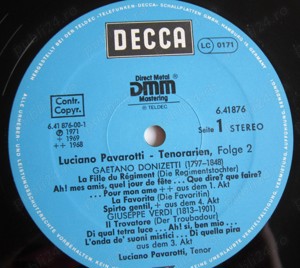 DECCA
LC 0171
Direct Metal
DMM
Mastering
© TELDEC
Contr.
Copyr.
6.41876
6.41 876-00-1
Seite 1 STEREO
℗ 1971
+ 1969
++ 1968
Luciano Pavarotti - Tenorarien, Folge 2
GAETANO DONIZETTI (1797-1848)
La Fille du Régiment (Die Regimentstochter)
Ah! mes amis, quel jour de fête... Que dire? que faire?
... Pour mon ame ++ aus dem 1. Akt
La Favorita (Die Favoritin)
Spirto gentil, + aus dem 4. Akt
GIUSEPPE VERDI (1813-1901)
Il Trovatore (Der Troubadour)
Di qual tetra luce... Ah! si, ben mio...
L'onda de' suoni mistici ... Di quella pira
aus dem 3. Akt
Luciano Pavarotti, Tenor